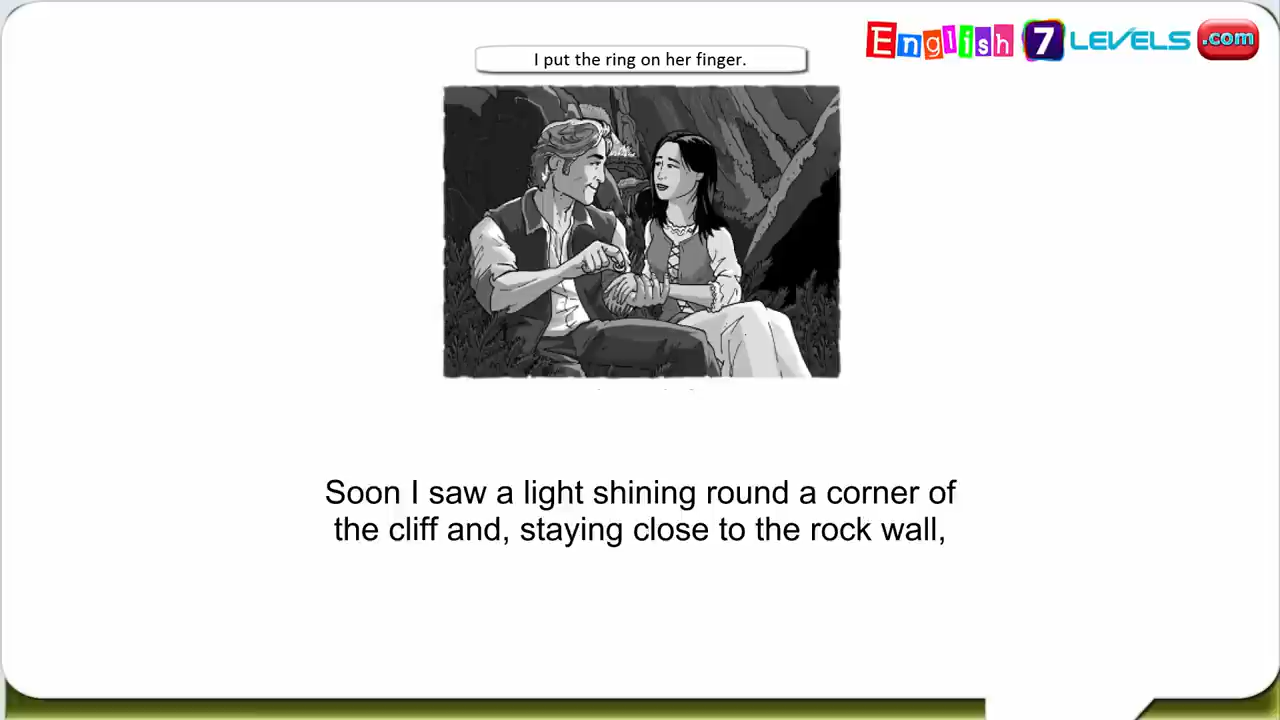 English 7 LEVELS .com
I put the ring on her finger.
Soon I saw a light shining round a corner of
the cliff and, staying close to the rock wall,